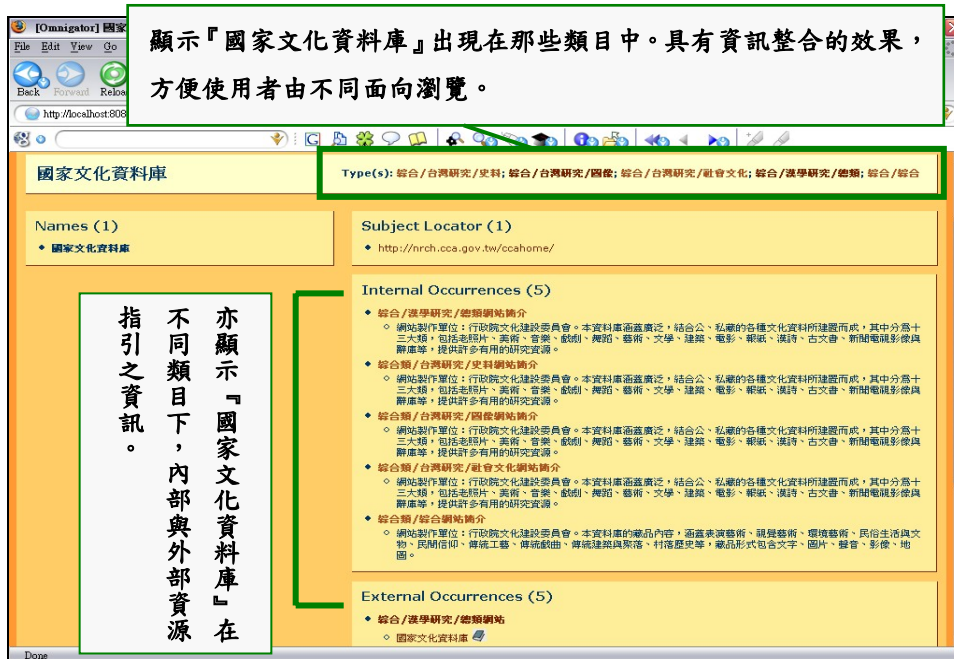 [Omnigator] 國家
File Edit View Go
顯示『國家文化資料庫』出現在那些類目中。具有資訊整合的效果，
方便使用者由不同面向瀏覽。
Back Forward Reloa
http://localhost:808
國家文化資料庫
Type(s): 綜合/台灣研究/史料; 綜合/台灣研究/圖像; 綜合/台灣研究/社會文化; 綜合/漢學研究/總類; 綜合/綜合
Names (1)
國家文化資料庫
Subject Locator (1)
http://nrch.cca.gov.tw/ccahome/
Internal Occurrences (5)
綜合/漢學研究/總類網站簡介
網站製作單位：行政院文化建設委員會。本資料庫涵蓋廣泛，結合公、私藏的各種文化資料所建置而成，其中分為十
三大類，包括老照片、美術、音樂、戲劇、舞蹈、藝術、文學、建築、電影、報紙、漢詩、古文書、新聞電視影像與
辭庫等，提供許多有用的研究資源。
綜合類/台灣研究/史料網站簡介
網站製作單位：行政院文化建設委員會。本資料庫涵蓋廣泛，結合公、私藏的各種文化資料所建置而成，其中分為十
三大類，包括老照片、美術、音樂、戲劇、舞蹈、藝術、文學、建築、電影、報紙、漢詩、古文書、新聞電視影像與
辭庫等，提供許多有用的研究資源。
綜合類/台灣研究/圖像網站簡介
網站製作單位：行政院文化建設委員會。本資料庫涵蓋廣泛，結合公、私藏的各種文化資料所建置而成，其中分為十
三大類，包括老照片、美術、音樂、戲劇、舞蹈、藝術、文學、建築、電影、報紙、漢詩、古文書、新聞電視影像與
辭庫等，提供許多有用的研究資源。
綜合類/台灣研究/社會文化網站簡介
網站製作單位：行政院文化建設委員會。本資料庫涵蓋廣泛，結合公、私藏的各種文化資料所建置而成，其中分為十
三大類，包括老照片、美術、音樂、戲劇、舞蹈、藝術、文學、建築、電影、報紙、漢詩、古文書、新聞電視影像與
辭庫等，提供許多有用的研究資源。
綜合類/綜合網站簡介
網站製作單位：行政院文化建設委員會。本資料庫的藏品內容，涵蓋表演藝術、視覺藝術、環境藝術、民俗生活與文
物、民間信仰、傳統工藝、傳統戲曲、傳統建築與聚落、村落歷史等，藏品形式包含文字、圖片、聲音、影像、地
圖。
External Occurrences (5)
綜合/漢學研究/總類網站
國家文化資料庫
亦顯示『國家文化資料庫』在
不同類目下，內部與外部資源
指引之資訊。
Done